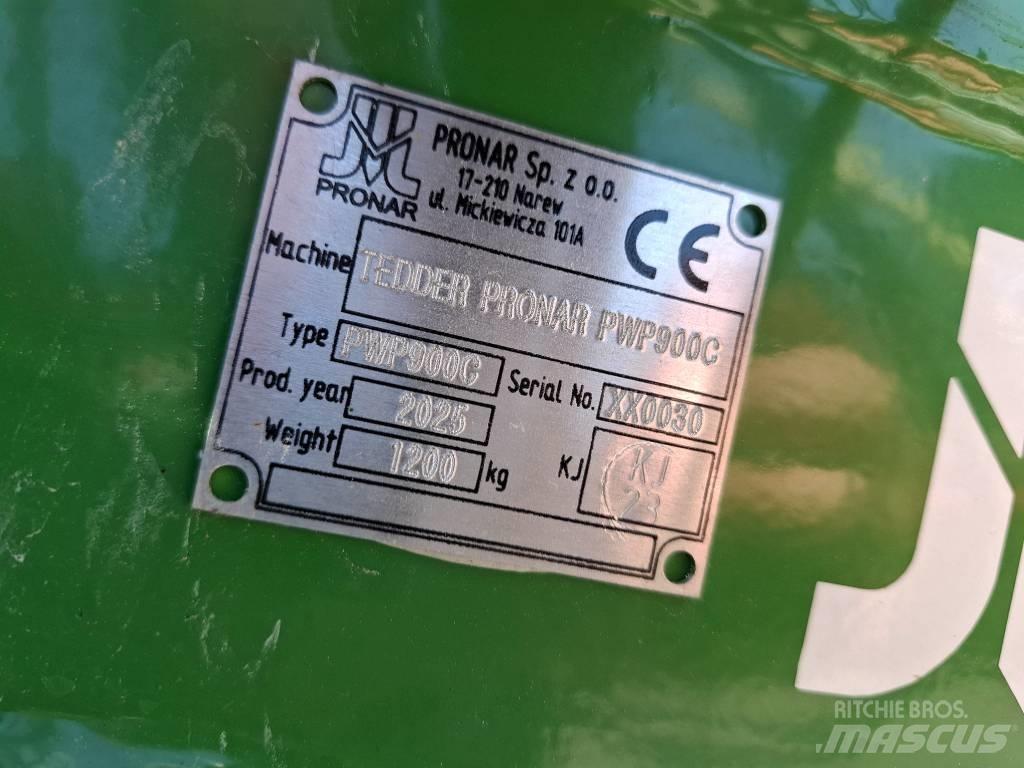 PRONAR
PRONAR Sp. z o.o.
17-210 Narew
ul. Mickiewicza 101A
CE
Machine TEDDER PRONAR PWP900C
Type PWP900C Serial No. XX0030
Prod. year 2025
Weight 1200 kg KJ KJ
23
RITCHIE BROS.
MASCUS